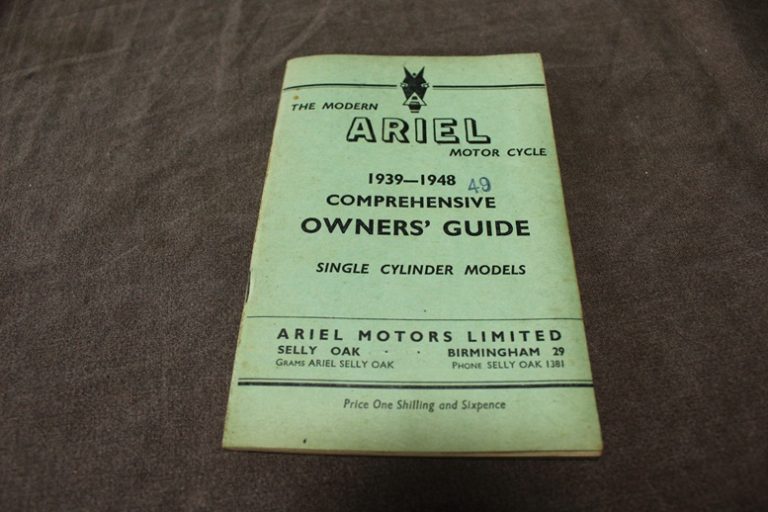 THE MODERN
ARIEL
MOTOR CYCLE
1939—1948 49
COMPREHENSIVE
OWNERS' GUIDE
SINGLE CYLINDER MODELS
ARIEL MOTORS LIMITED
SELLY OAK · · BIRMINGHAM 29
GRAMS ARIEL SELLY OAK PHONE SELLY OAK 1381
Price One Shilling and Sixpence